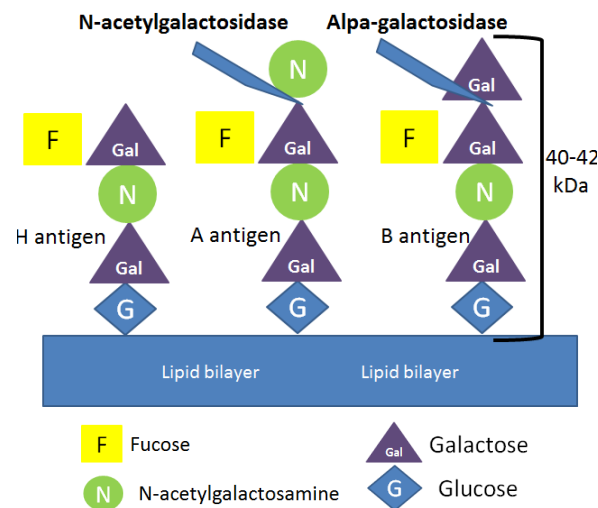 N-acetylgalactosidase
Alpa-galactosidase
N
Gal
F
Gal
F
Gal
F
Gal
N
N
N
40-42
kDa
H antigen
A antigen
B antigen
Gal
Gal
Gal
G
G
G
Lipid bilayer
Lipid bilayer
F
Fucose
Gal
Galactose
N
N-acetylgalactosamine
G
Glucose